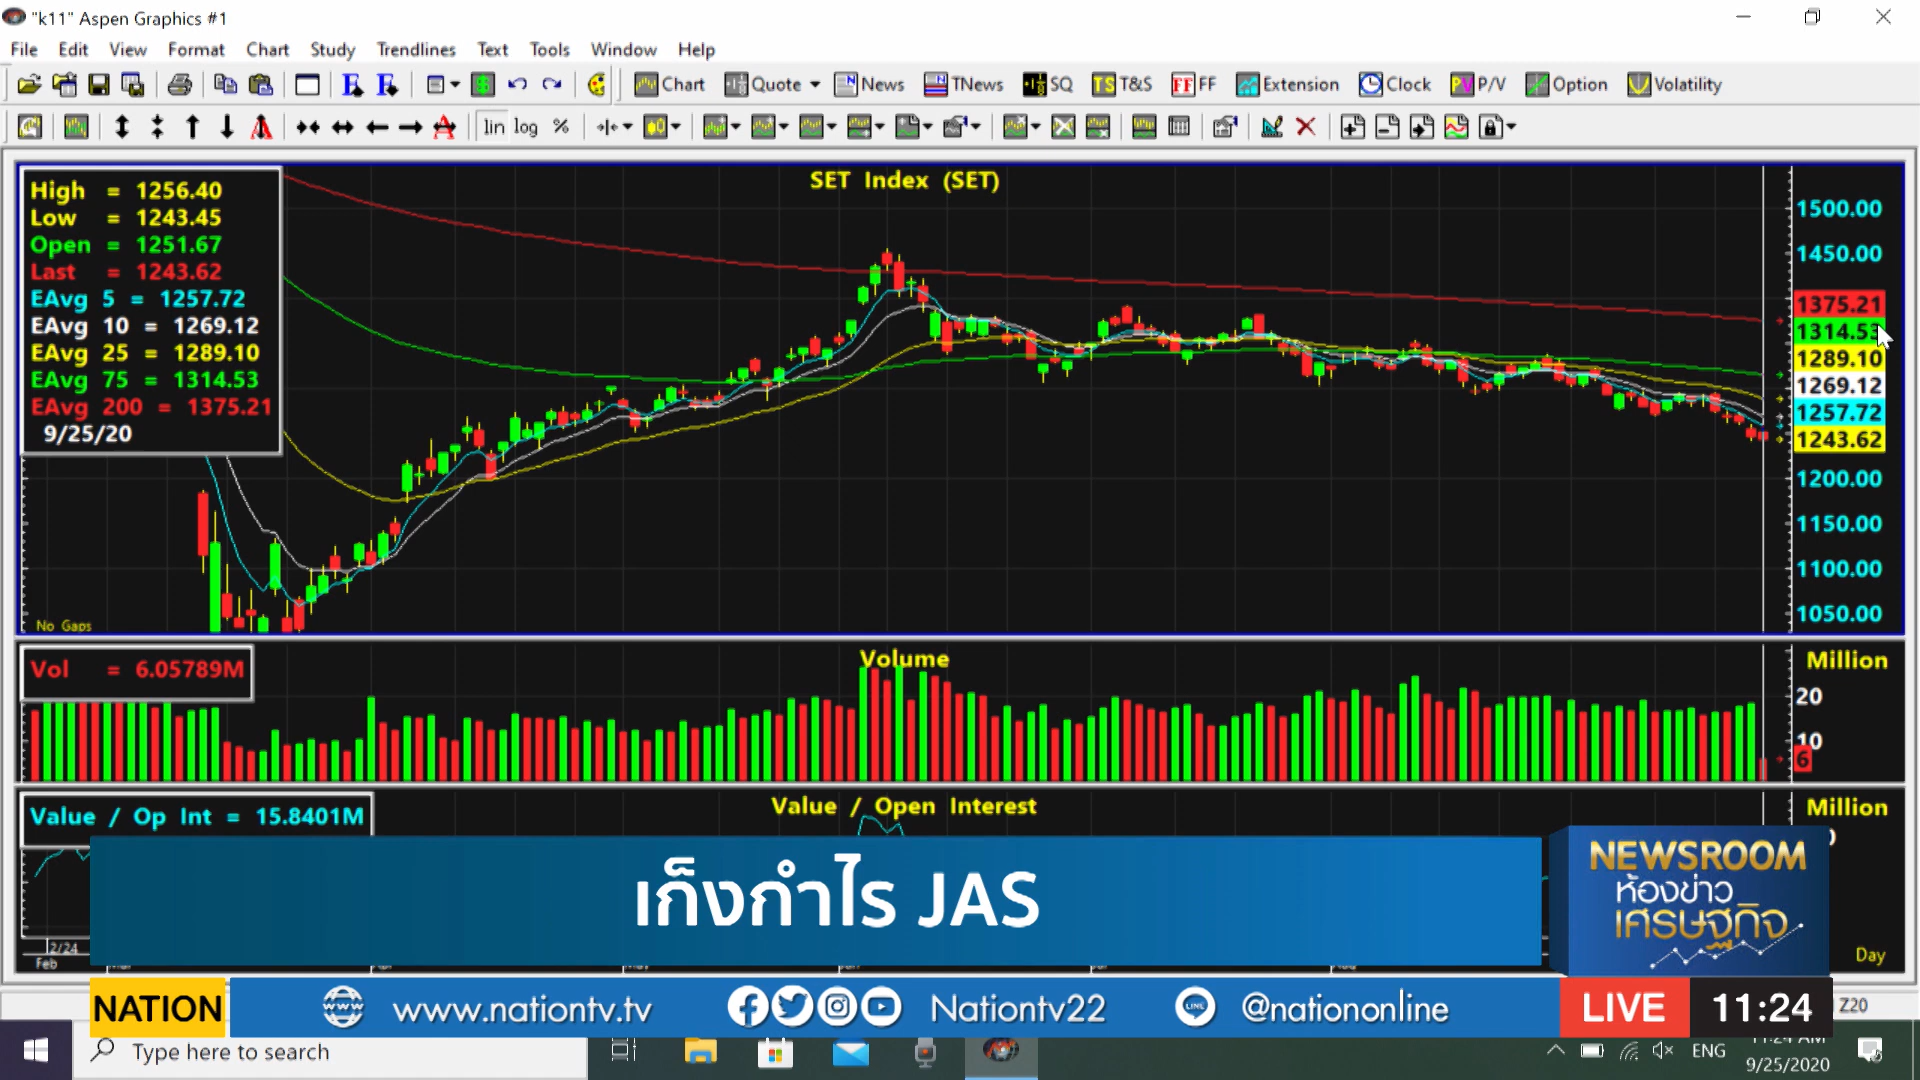 "k11" Aspen Graphics #1
File Edit View Format Chart Study Trendlines Text Tools Window Help
Chart Quote News TNews SQ T&S FF Extension Clock P/V Option Volatility
lin log %
SET Index (SET)
High = 1256.40
Low = 1243.45
Open = 1251.67
Last = 1243.62
EAvg 5 = 1257.72
EAvg 10 = 1269.12
EAvg 25 = 1289.10
EAvg 75 = 1314.53
EAvg 200 = 1375.21
9/25/20
No Gaps
1500.00
1450.00
1375.21
1314.53
1289.10
1269.12
1257.72
1243.62
1200.00
1150.00
1100.00
1050.00
Vol = 6.05789M
Volume
Million
20
10
6
Value / Op Int = 15.8401M
Value / Open Interest
Million
เก็งกำไร JAS
NEWSROOM
ห้องข่าว
เศรษฐกิจ
2/24
Feb
Day
NATION
www.nationtv.tv
Nationtv22
LINE
@nationonline
LIVE 11:24
Z20
Type here to search
ENG
11:24 AM
9/25/2020